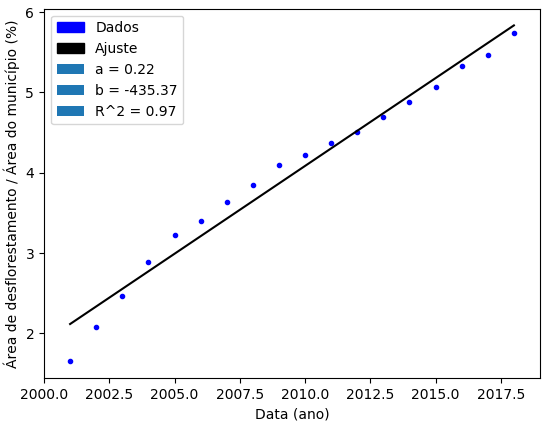 Dados
Ajuste
a = 0.22
b = -435.37
R^2 = 0.97
Área de desflorestamento / Área do município (%)
6
5
4
3
2
2000.0 2002.5 2005.0 2007.5 2010.0 2012.5 2015.0 2017.5
Data (ano)